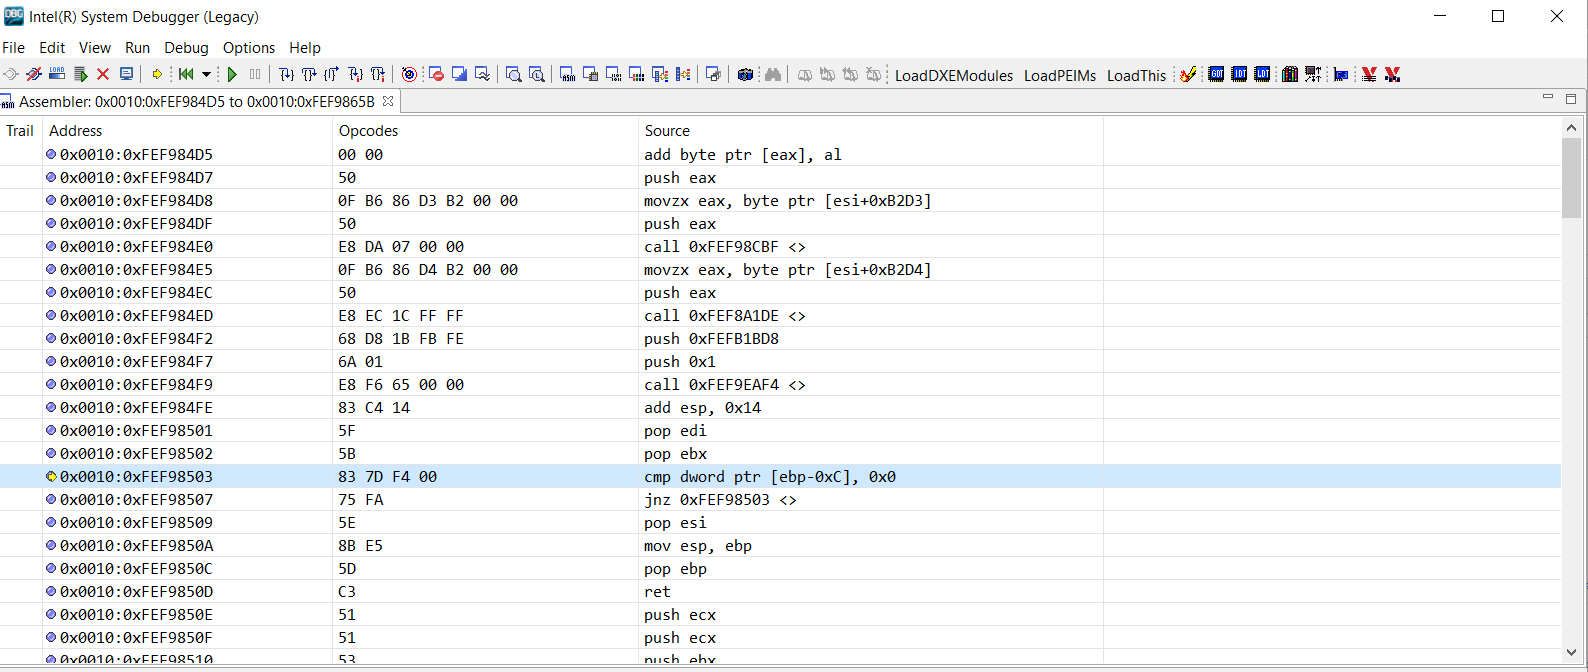 Intel(R) System Debugger (Legacy)
File Edit View Run Debug Options Help
LoadDXEModules LoadPEIMs LoadThis
Assembler: 0x0010:0xFEF984D5 to 0x0010:0xFEF9865B
Trail Address Opcodes Source
0x0010:0xFEF984D5 00 00 add byte ptr [eax], al
0x0010:0xFEF984D7 50 push eax
0x0010:0xFEF984D8 0F B6 86 D3 B2 00 00 movzx eax, byte ptr [esi+0xB2D3]
0x0010:0xFEF984DF 50 push eax
0x0010:0xFEF984E0 E8 DA 07 00 00 call 0xFEF98CBF <>
0x0010:0xFEF984E5 0F B6 86 D4 B2 00 00 movzx eax, byte ptr [esi+0xB2D4]
0x0010:0xFEF984EC 50 push eax
0x0010:0xFEF984ED E8 EC 1C FF FF call 0xFEF8A1DE <>
0x0010:0xFEF984F2 68 D8 1B FB FE push 0xFEFB1BD8
0x0010:0xFEF984F7 6A 01 push 0x1
0x0010:0xFEF984F9 E8 F6 65 00 00 call 0xFEF9EAF4 <>
0x0010:0xFEF984FE 83 C4 14 add esp, 0x14
0x0010:0xFEF98501 5F pop edi
0x0010:0xFEF98502 5B pop ebx
0x0010:0xFEF98503 83 7D F4 00 cmp dword ptr [ebp-0xC], 0x0
0x0010:0xFEF98507 75 FA jnz 0xFEF98503 <>
0x0010:0xFEF98509 5E pop esi
0x0010:0xFEF9850A 8B E5 mov esp, ebp
0x0010:0xFEF9850C 5D pop ebp
0x0010:0xFEF9850D C3 ret
0x0010:0xFEF9850E 51 push ecx
0x0010:0xFEF9850F 51 push ecx
0x0010:0xFEF98510 53 push ebx